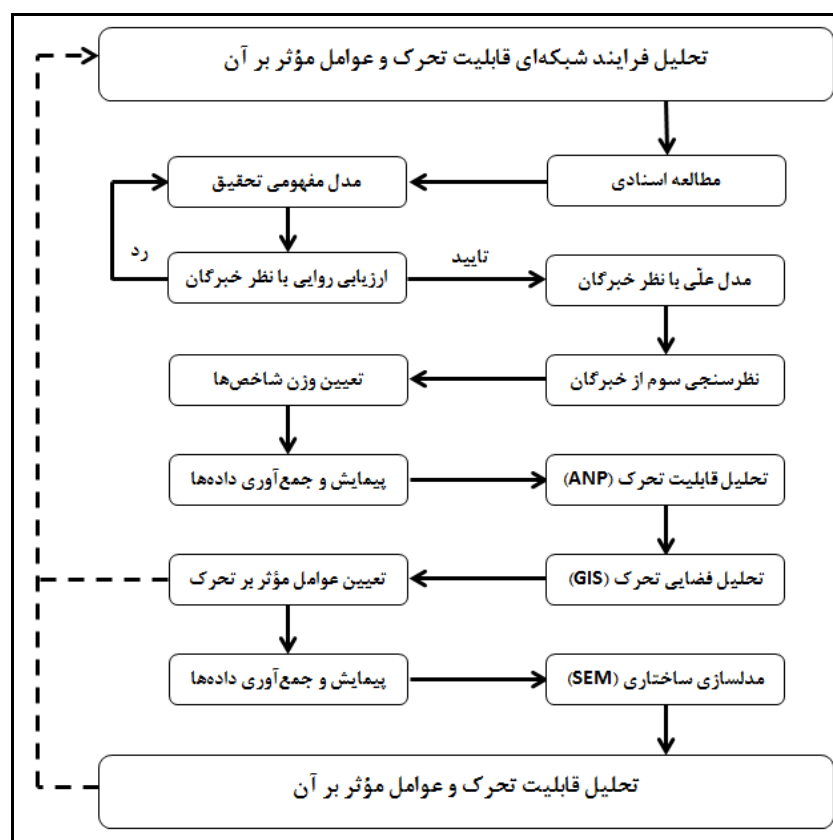 تحلیل فرایند شبکه‌ای قابلیت تحرک و عوامل مؤثر بر آن
مطالعه اسنادی
مدل مفهومی تحقیق
رد
ارزیابی روایی با نظر خبرگان
تایید
مدل علّی با نظر خبرگان
نظرسنجی سوم از خبرگان
تعیین وزن شاخص‌ها
پیمایش و جمع‌آوری داده‌ها
تحلیل قابلیت تحرک (ANP)
تحلیل فضایی تحرک (GIS)
تعیین عوامل مؤثر بر تحرک
پیمایش و جمع‌آوری داده‌ها
مدلسازی ساختاری (SEM)
تحلیل قابلیت تحرک و عوامل مؤثر بر آن